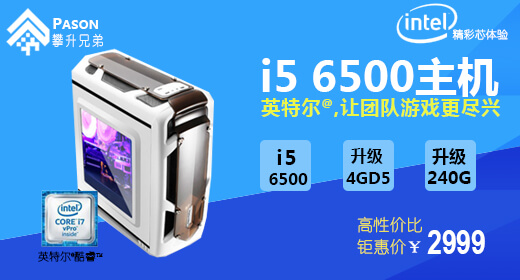 PASON
攀升兄弟
intel
精彩芯体验
i5 6500主机
英特尔®,让团队游戏更尽兴
i5
6500
升级
4GD5
升级
240G
intel
CORE i7
vPro
inside
英特尔®酷睿™
高性价比
钜惠价￥2999